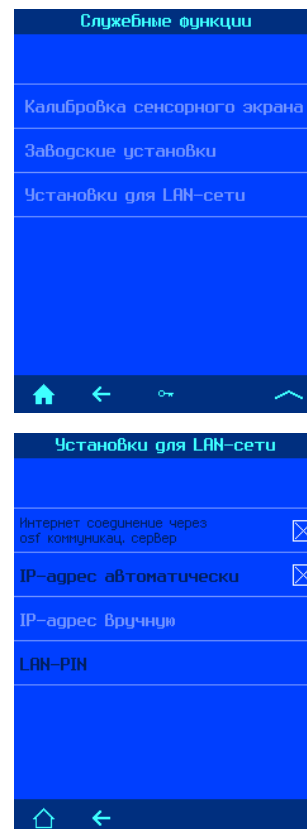 Служебные функции
Калибровка сенсорного экрана
Заводские установки
Установки для LAN-сети
Установки для LAN-сети
Интернет соединение через
osf коммуникац. сервер
IP-адрес автоматически
IP-адрес вручную
LAN-PIN